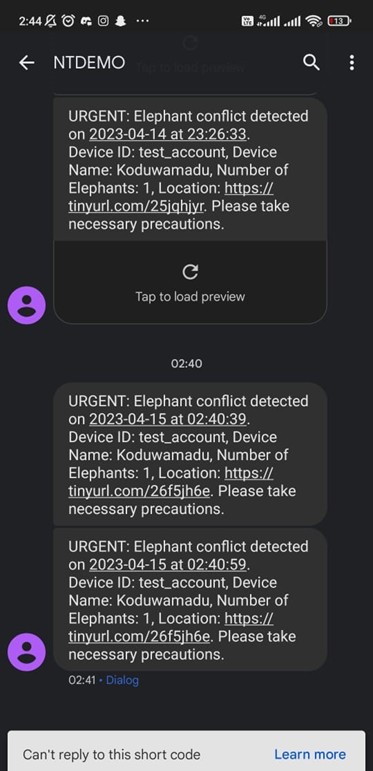 2:44
13
NTDEMO
Tap to load preview
URGENT: Elephant conflict detected
on 2023-04-14 at 23:26:33.
Device ID: test_account, Device
Name: Koduwamadu, Number of
Elephants: 1, Location: https://
tinyurl.com/25jqhjyr. Please take
necessary precautions.
Tap to load preview
02:40
URGENT: Elephant conflict detected
on 2023-04-15 at 02:40:39.
Device ID: test_account, Device
Name: Koduwamadu, Number of
Elephants: 1, Location: https://
tinyurl.com/26f5jh6e. Please take
necessary precautions.
URGENT: Elephant conflict detected
on 2023-04-15 at 02:40:59.
Device ID: test_account, Device
Name: Koduwamadu, Number of
Elephants: 1, Location: https://
tinyurl.com/26f5jh6e. Please take
necessary precautions.
02:41 • Dialog
Can't reply to this short code
Learn more